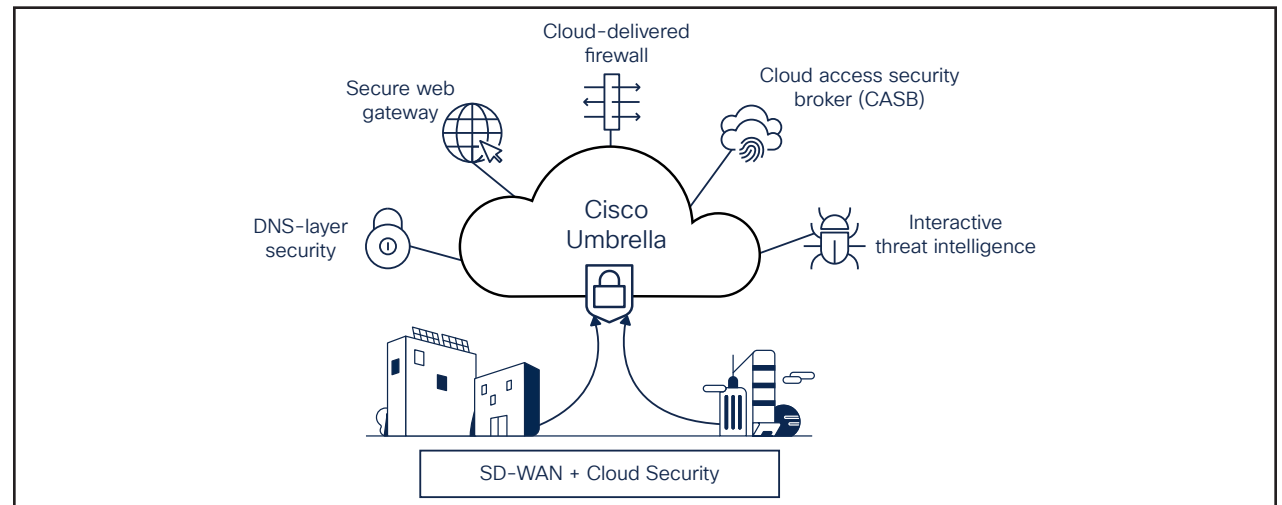 Cloud-delivered
firewall
Secure web
gateway
Cloud access security
broker (CASB)
DNS-layer
security
Cisco
Umbrella
Interactive
threat intelligence
SD-WAN + Cloud Security